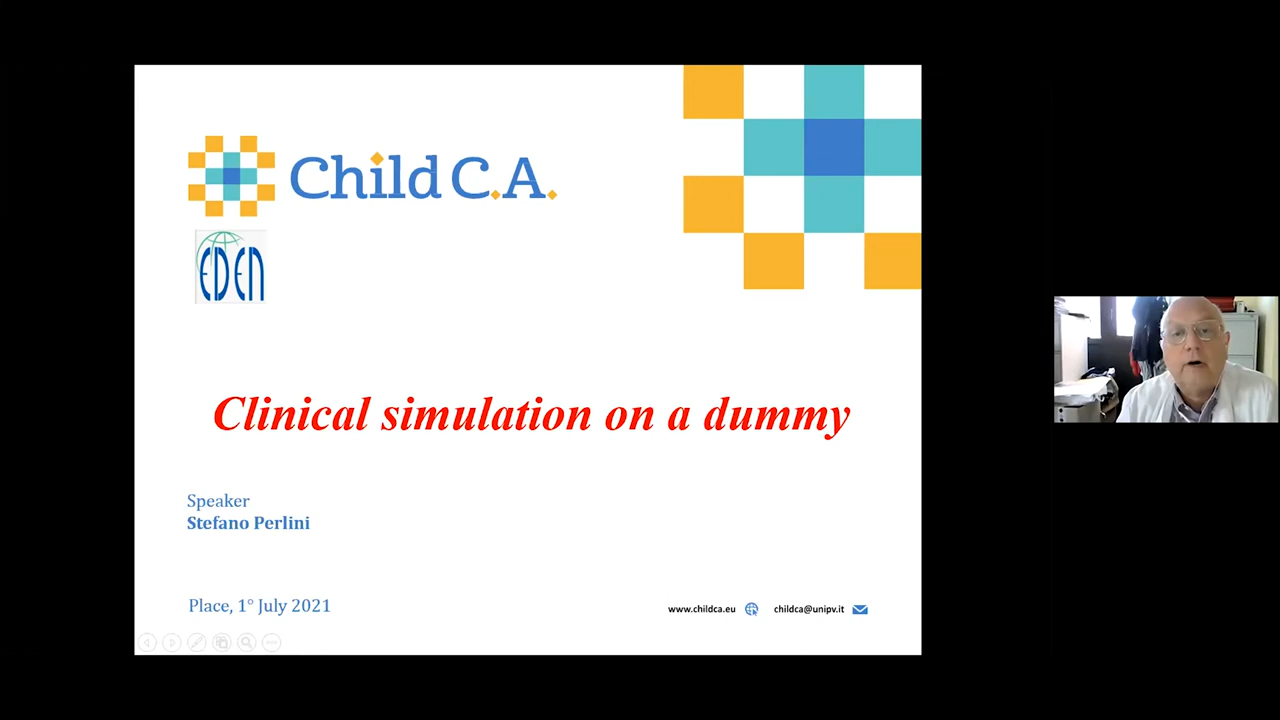 Child C.A.
EDEN
Clinical simulation on a dummy
Speaker
Stefano Perlini
Place, 1° July 2021
www.childca.eu
childca@unipv.it